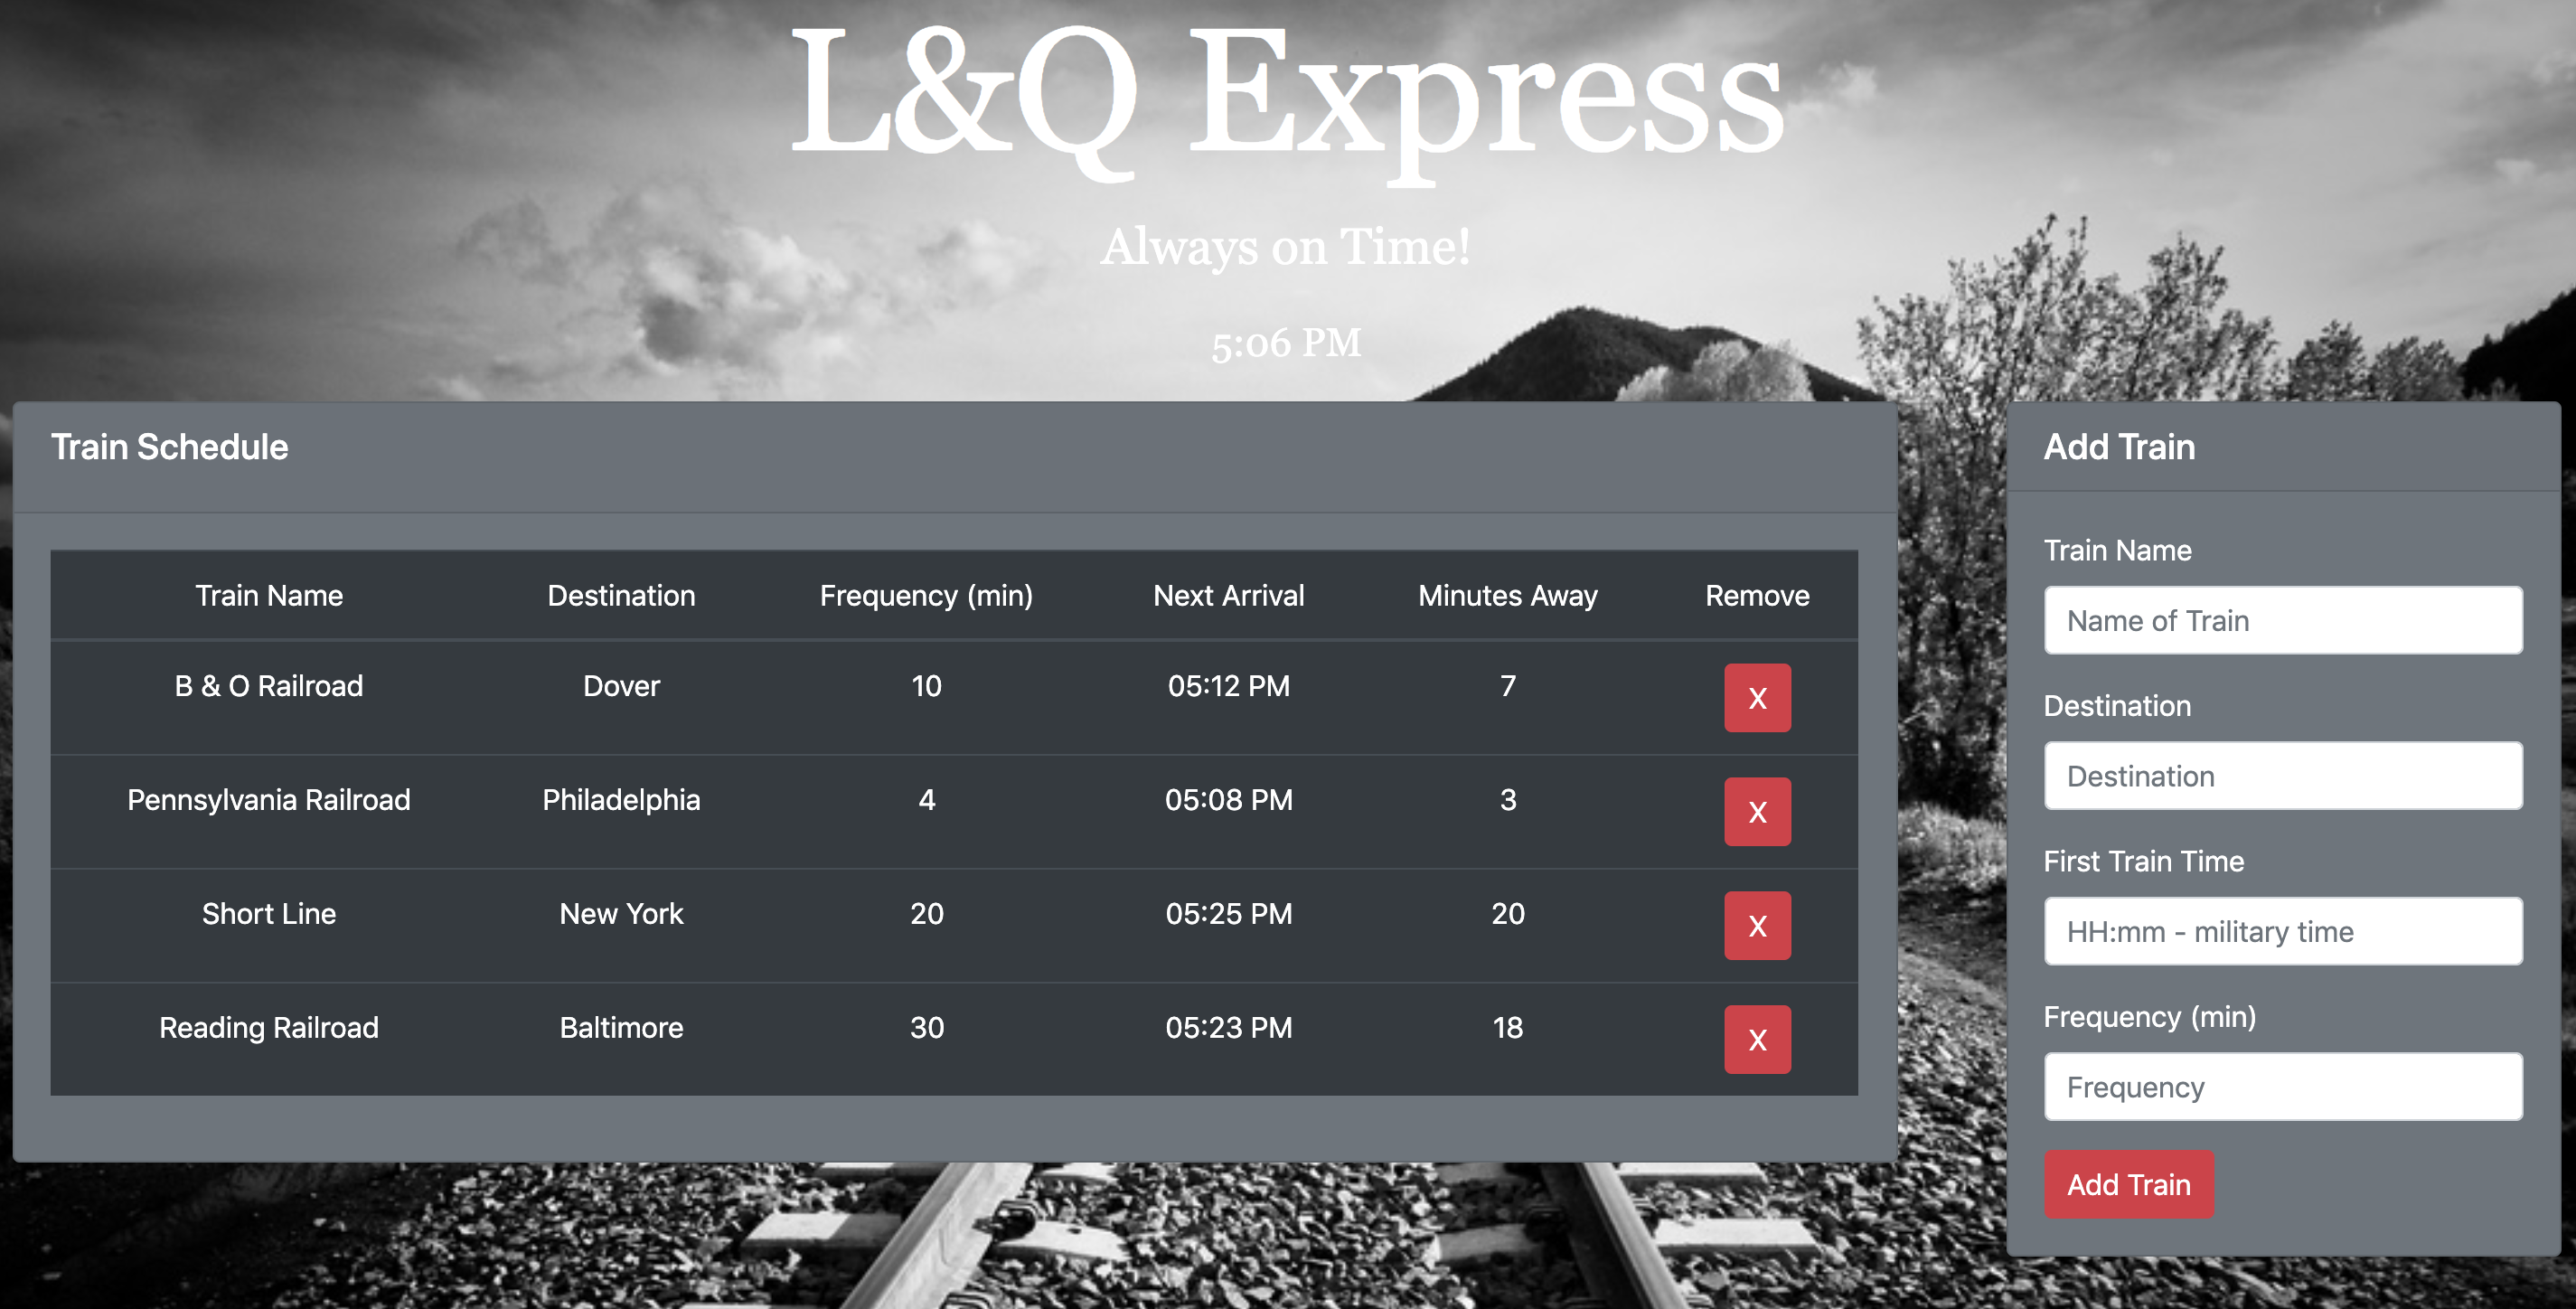 L&Q Express
Always on Time!
5:06 PM
Train Schedule
Train Name Destination Frequency (min) Next Arrival Minutes Away Remove
B & O Railroad Dover 10 05:12 PM 7 X
Pennsylvania Railroad Philadelphia 4 05:08 PM 3 X
Short Line New York 20 05:25 PM 20 X
Reading Railroad Baltimore 30 05:23 PM 18 X
Add Train
Train Name
Name of Train
Destination
Destination
First Train Time
HH:mm - military time
Frequency (min)
Frequency
Add Train